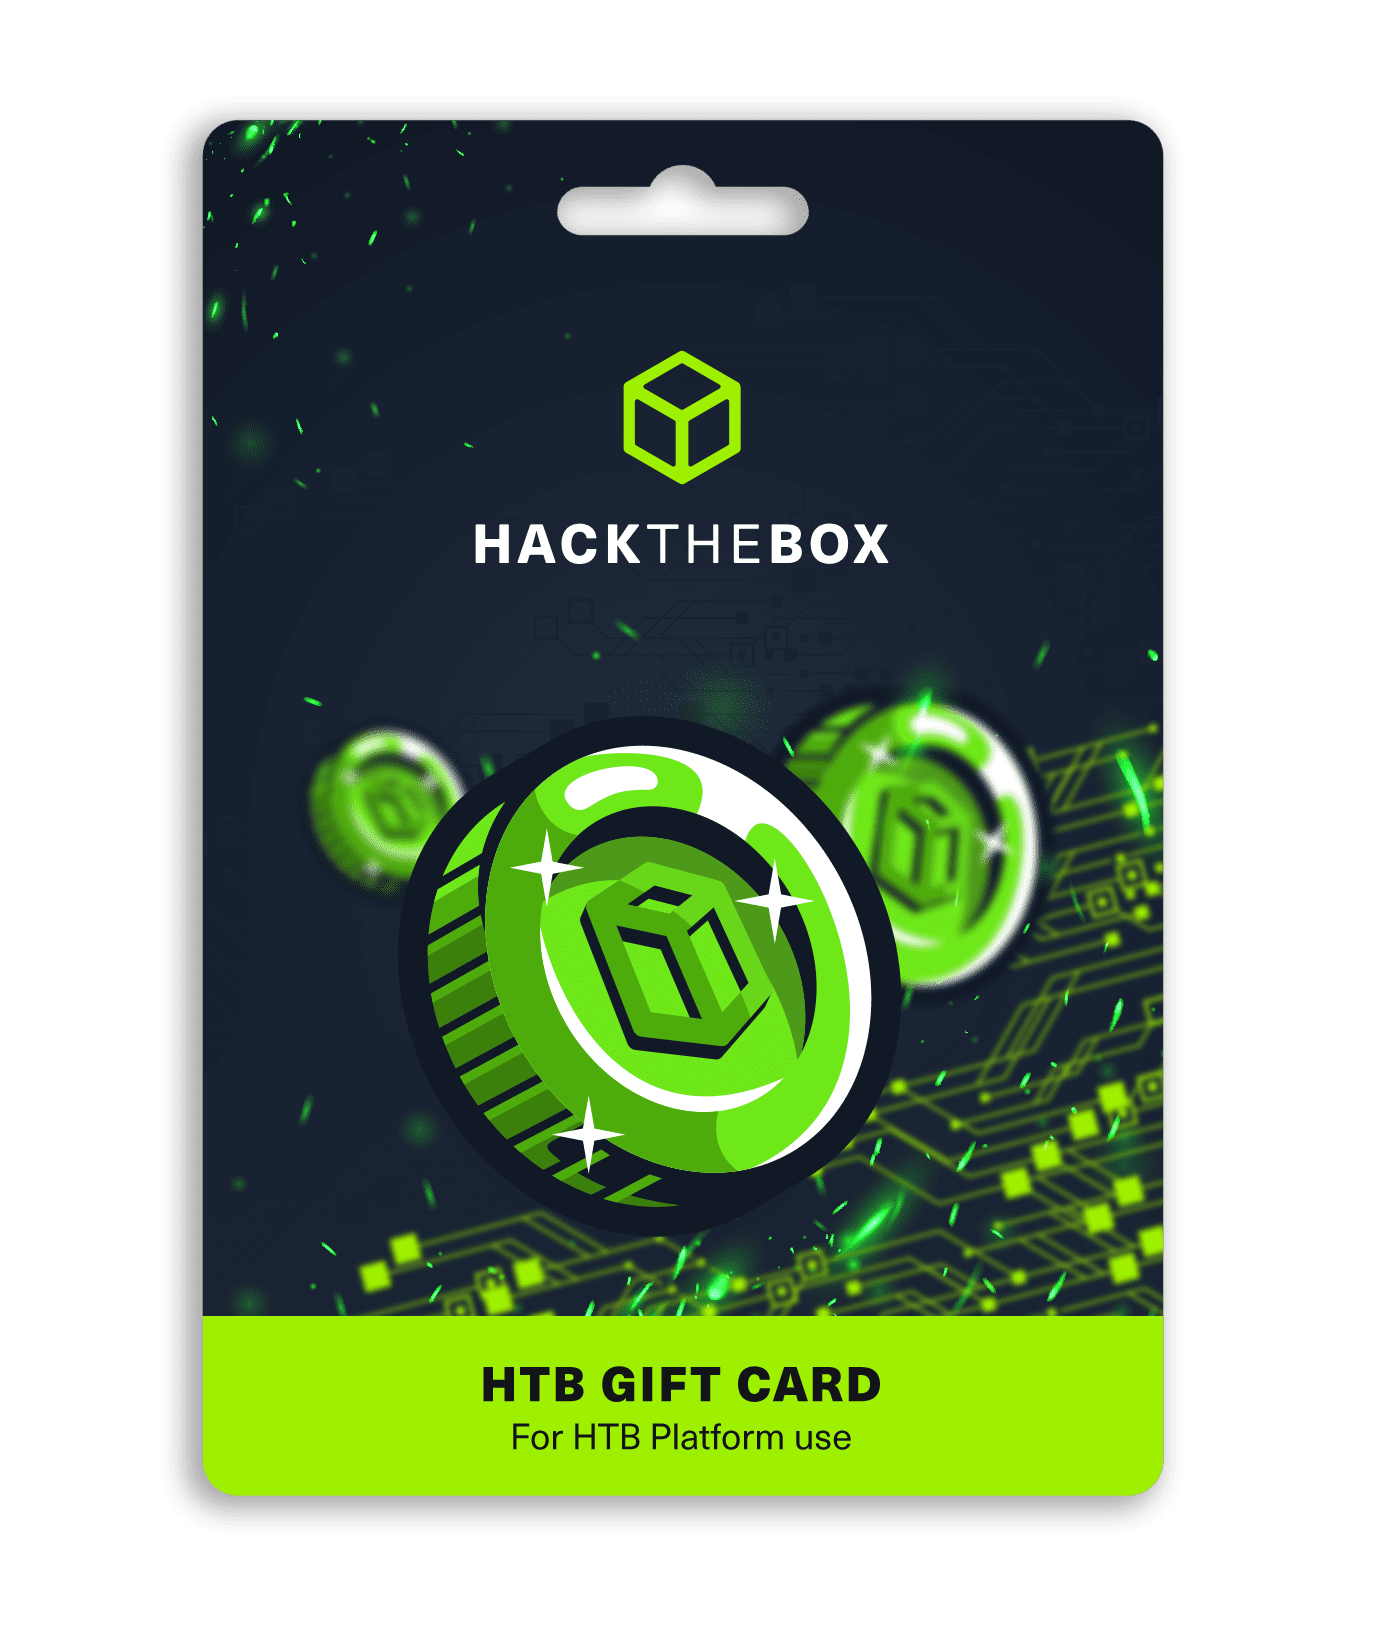 HACKTHEBOX
HTB GIFT CARD
For HTB Platform use